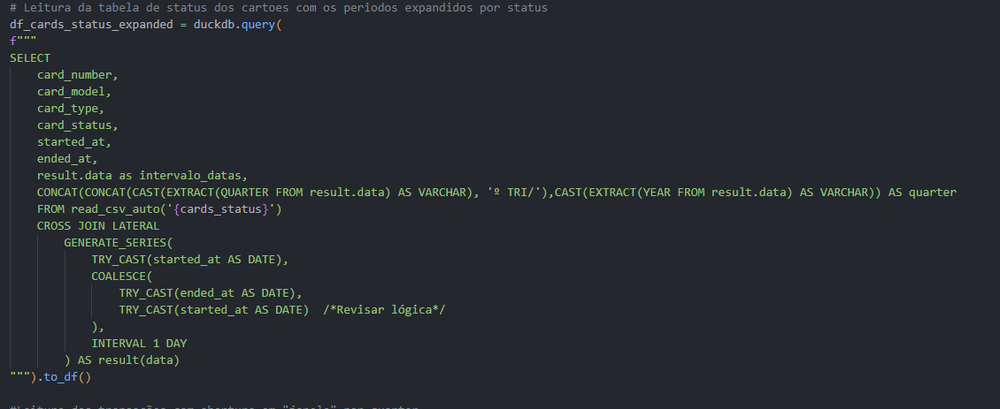 # Leitura da tabela de status dos cartoes com os periodos expandidos por status
df_cards_status_expanded = duckdb.query(
f"""
SELECT
    card_number,
    card_model,
    card_type,
    card_status,
    started_at,
    ended_at,
    result.data as intervalo_datas,
    CONCAT(CONCAT(CAST(EXTRACT(QUARTER FROM result.data) AS VARCHAR), 'º TRI/'),CAST(EXTRACT(YEAR FROM result.data) AS VARCHAR)) AS quarter
    FROM read_csv_auto('{cards_status}')
    CROSS JOIN LATERAL
        GENERATE_SERIES(
            TRY_CAST(started_at AS DATE),
            COALESCE(
                TRY_CAST(ended_at AS DATE),
                TRY_CAST(started_at AS DATE)  /*Revisar lógica*/
            ),
            INTERVAL 1 DAY
        ) AS result(data)
""").to_df()